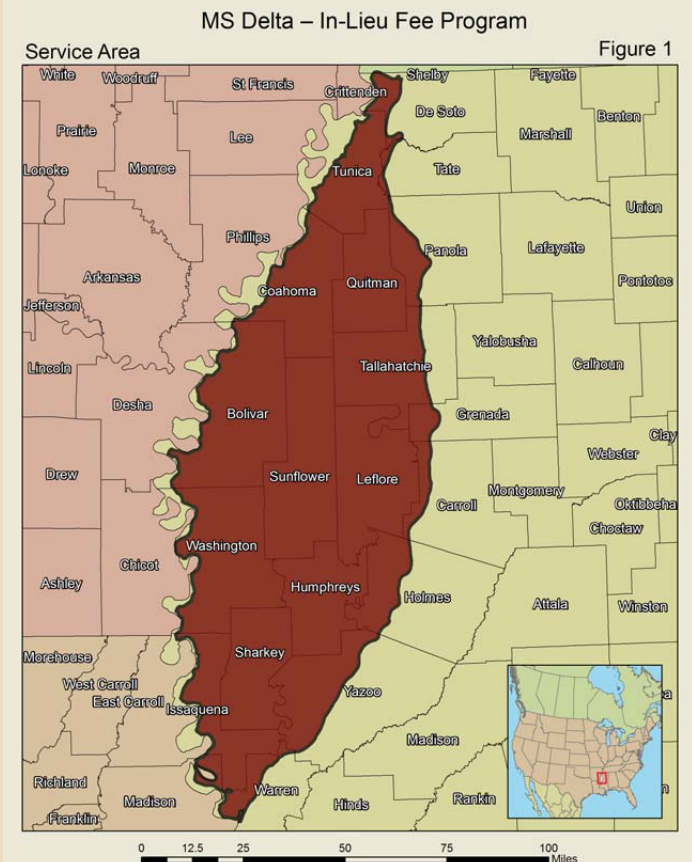 MS Delta – In-Lieu Fee Program
Service Area
Figure 1
White
Woodruff
St Francis
Crittenden
Shelby
Fayette
De Soto
Benton
Prairie
Lee
Marshall
Lonoke
Monroe
Tunica
Tate
Union
Phillips
Panola
Lafayette
Arkansas
Coahoma
Quitman
Pontotoc
Jefferson
Yalobusha
Lincoln
Tallahatchie
Calhoun
Desha
Bolivar
Grenada
Clay
Webster
Drew
Sunflower
Leflore
Montgomery
Carroll
Oktibbeha
Choctaw
Washington
Chicot
Ashley
Humphreys
Holmes
Attala
Winston
Sharkey
Morehouse
West Carroll
East Carroll
Issaquena
Yazoo
Madison
Richland
Warren
Madison
Hinds
Rankin
Franklin
0 12.5 25 50 75 100
Miles